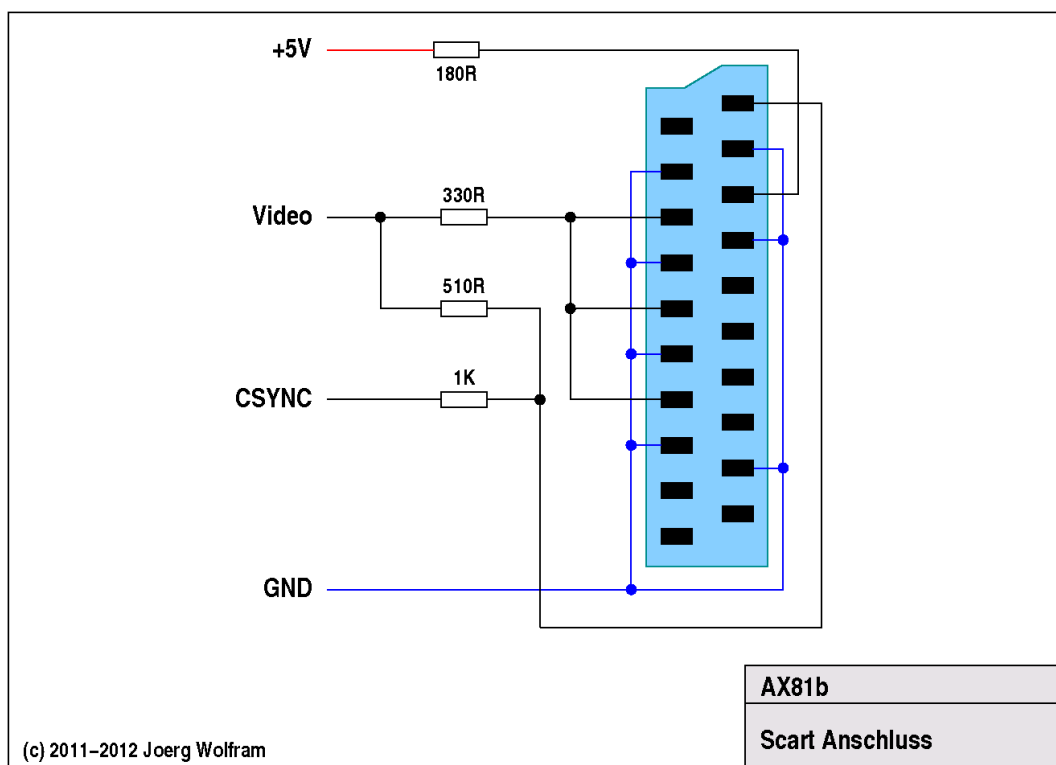 +5V
180R
Video
330R
510R
CSYNC
1K
GND
AX81b
Scart Anschluss
(c) 2011–2012 Joerg Wolfram